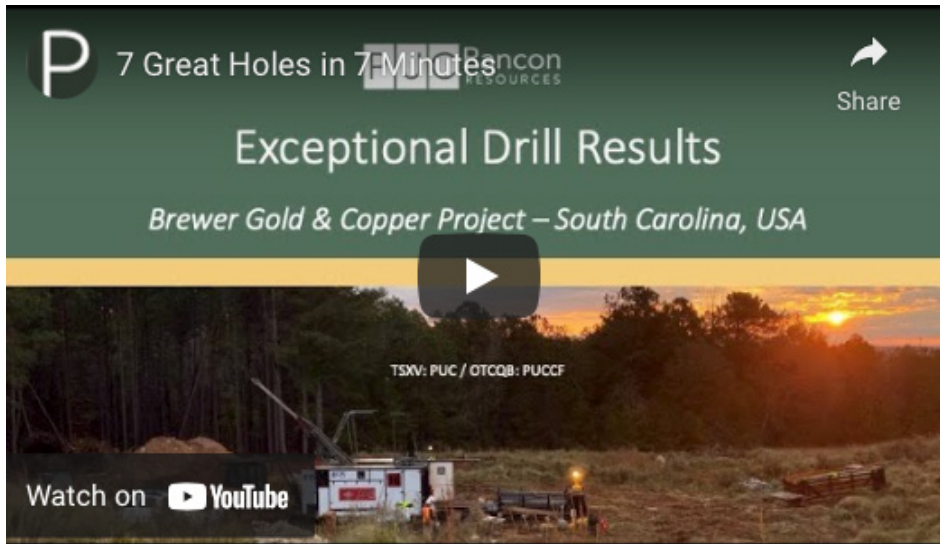 P
7 Great Holes in 7 Minutes
PUC Pancon
RESOURCES
Share
Exceptional Drill Results
Brewer Gold & Copper Project – South Carolina, USA
TSXV: PUC / OTCQB: PUCCF
Watch on YouTube